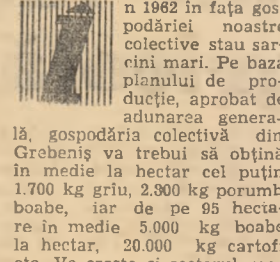 n 1962 în fața gos-
podăriei noastre
colective stau sar-
cini mari. Pe baza
planului de pro-
ducție, aprobat de
adunarea genera-
lă, gospodăria colectivă din
Grebeniș va trebui să obțină
în medie la hectar cel puțin
1.700 kg grîu, 2.300 kg porumb
boabe, iar de pe 95 hecta-
re în medie 5.000 kg boabe
la hectar, 20.000 kg cartofi